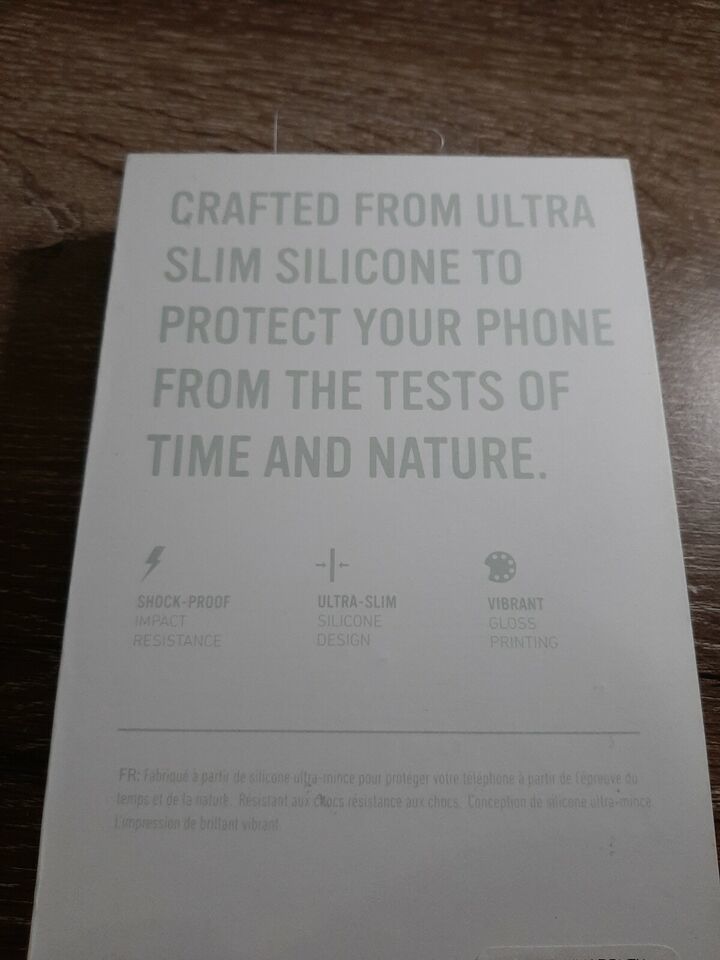 CRAFTED FROM ULTRA
SLIM SILICONE TO
PROTECT YOUR PHONE
FROM THE TESTS OF
TIME AND NATURE.
SHOCK-PROOF
IMPACT
RESISTANCE
ULTRA-SLIM
SILICONE
DESIGN
VIBRANT
GLOSS
PRINTING
FR: Fabriqué à partir de silicone ultra-mince pour protéger votre téléphone à partir de l'épreuve du
temps et de la nature. Résistant aux chocs résistance aux chocs. Conception de silicone ultra-mince.
L'impression de brillant vibrant